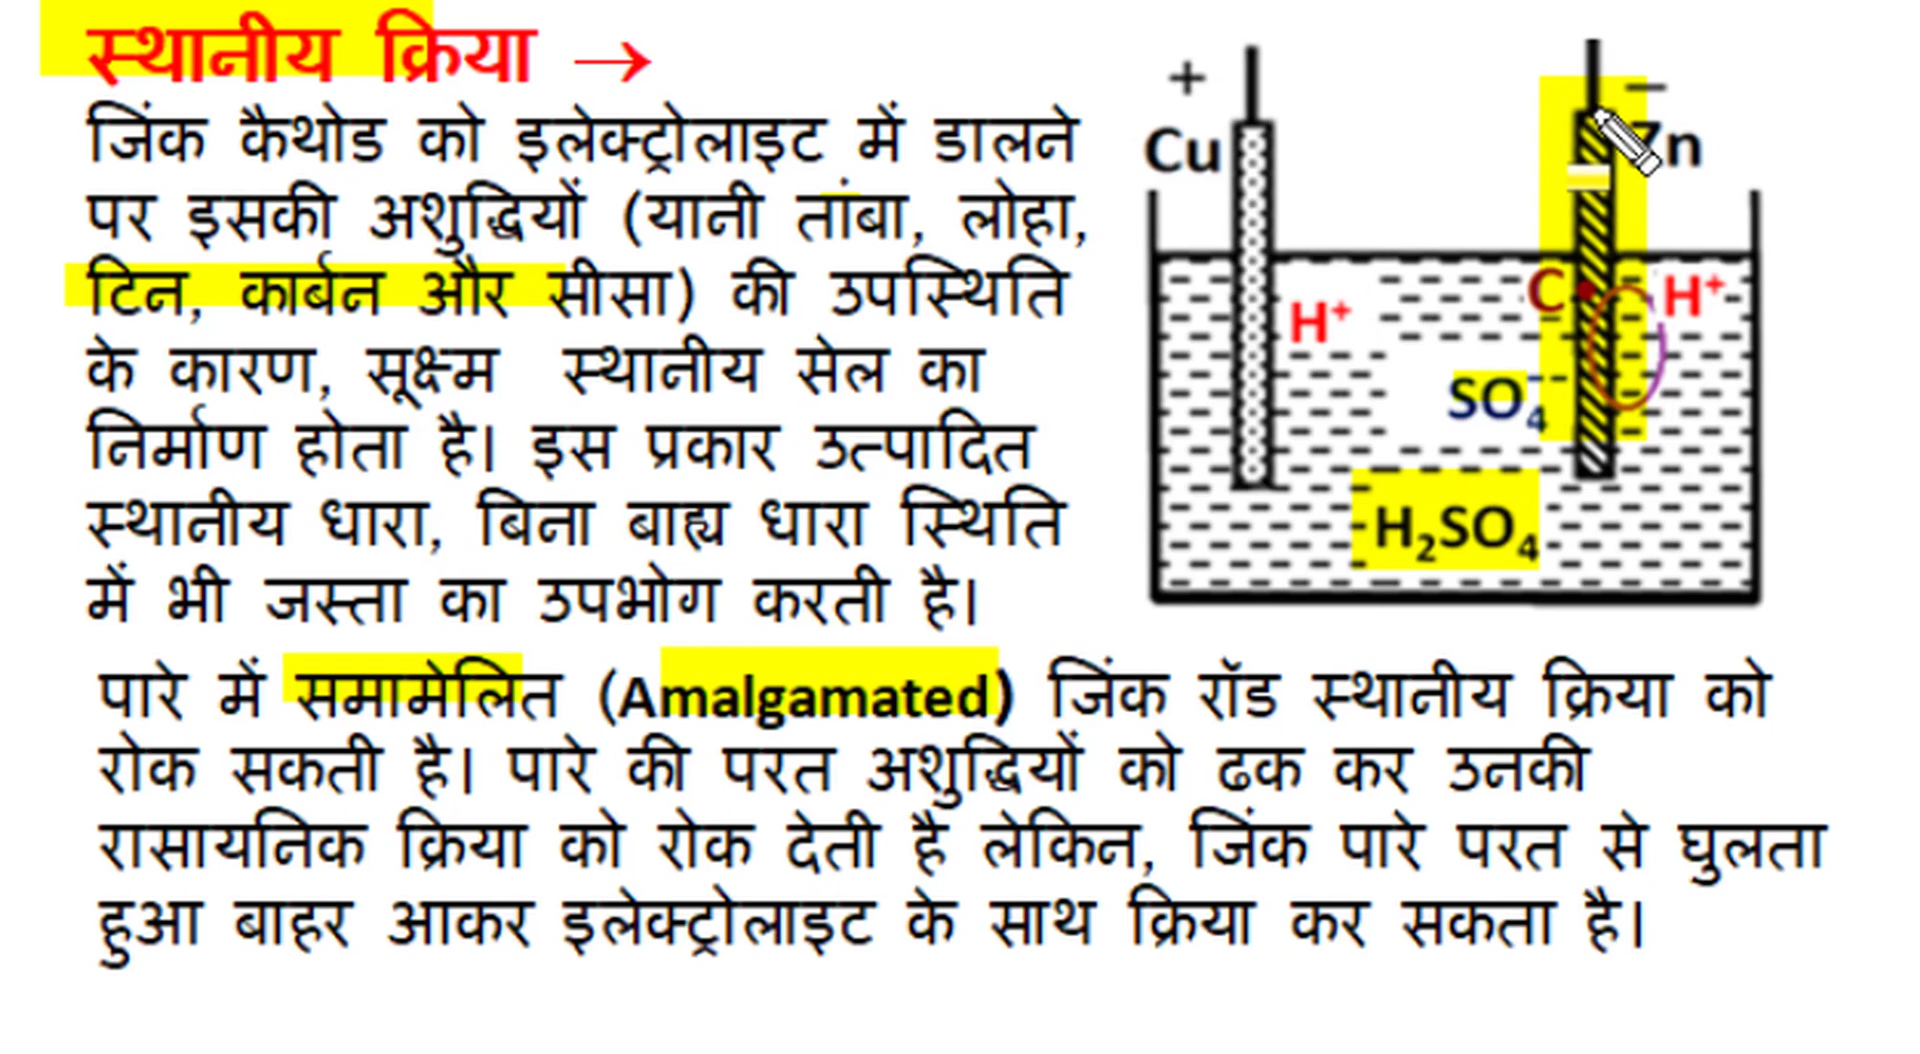 स्थानीय क्रिया →
जिंक कैथोड को इलेक्ट्रोलाइट में डालने
पर इसकी अशुद्धियों (यानी तांबा, लोहा,
टिन, कार्बन और सीसा) की उपस्थिति
के कारण, सूक्ष्म स्थानीय सेल का
निर्माण होता है। इस प्रकार उत्पादित
स्थानीय धारा, बिना बाह्य धारा स्थिति
में भी जस्ता का उपभोग करती है।
+ −
Cu Zn
C H⁺
H⁺
SO₄⁻⁻
H₂SO₄
पारे में समामेलित (Amalgamated) जिंक रॉड स्थानीय क्रिया को
रोक सकती है। पारे की परत अशुद्धियों को ढक कर उनकी
रासायनिक क्रिया को रोक देती है लेकिन, जिंक पारे परत से घुलता
हुआ बाहर आकर इलेक्ट्रोलाइट के साथ क्रिया कर सकता है।